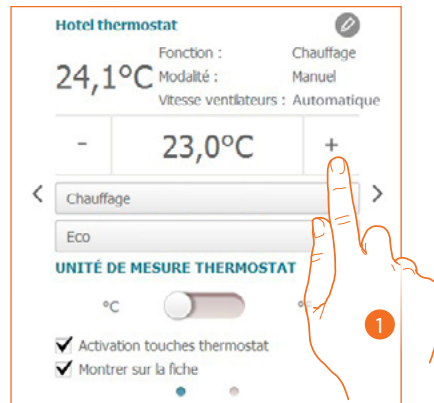 Hotel thermostat
24,1°C
Fonction : Chauffage
Modalité : Manuel
Vitesse ventilateurs : Automatique
- 23,0°C +
< Chauffage >
Eco
UNITÉ DE MESURE THERMOSTAT
°C
1
Activation touches thermostat
Montrer sur la fiche